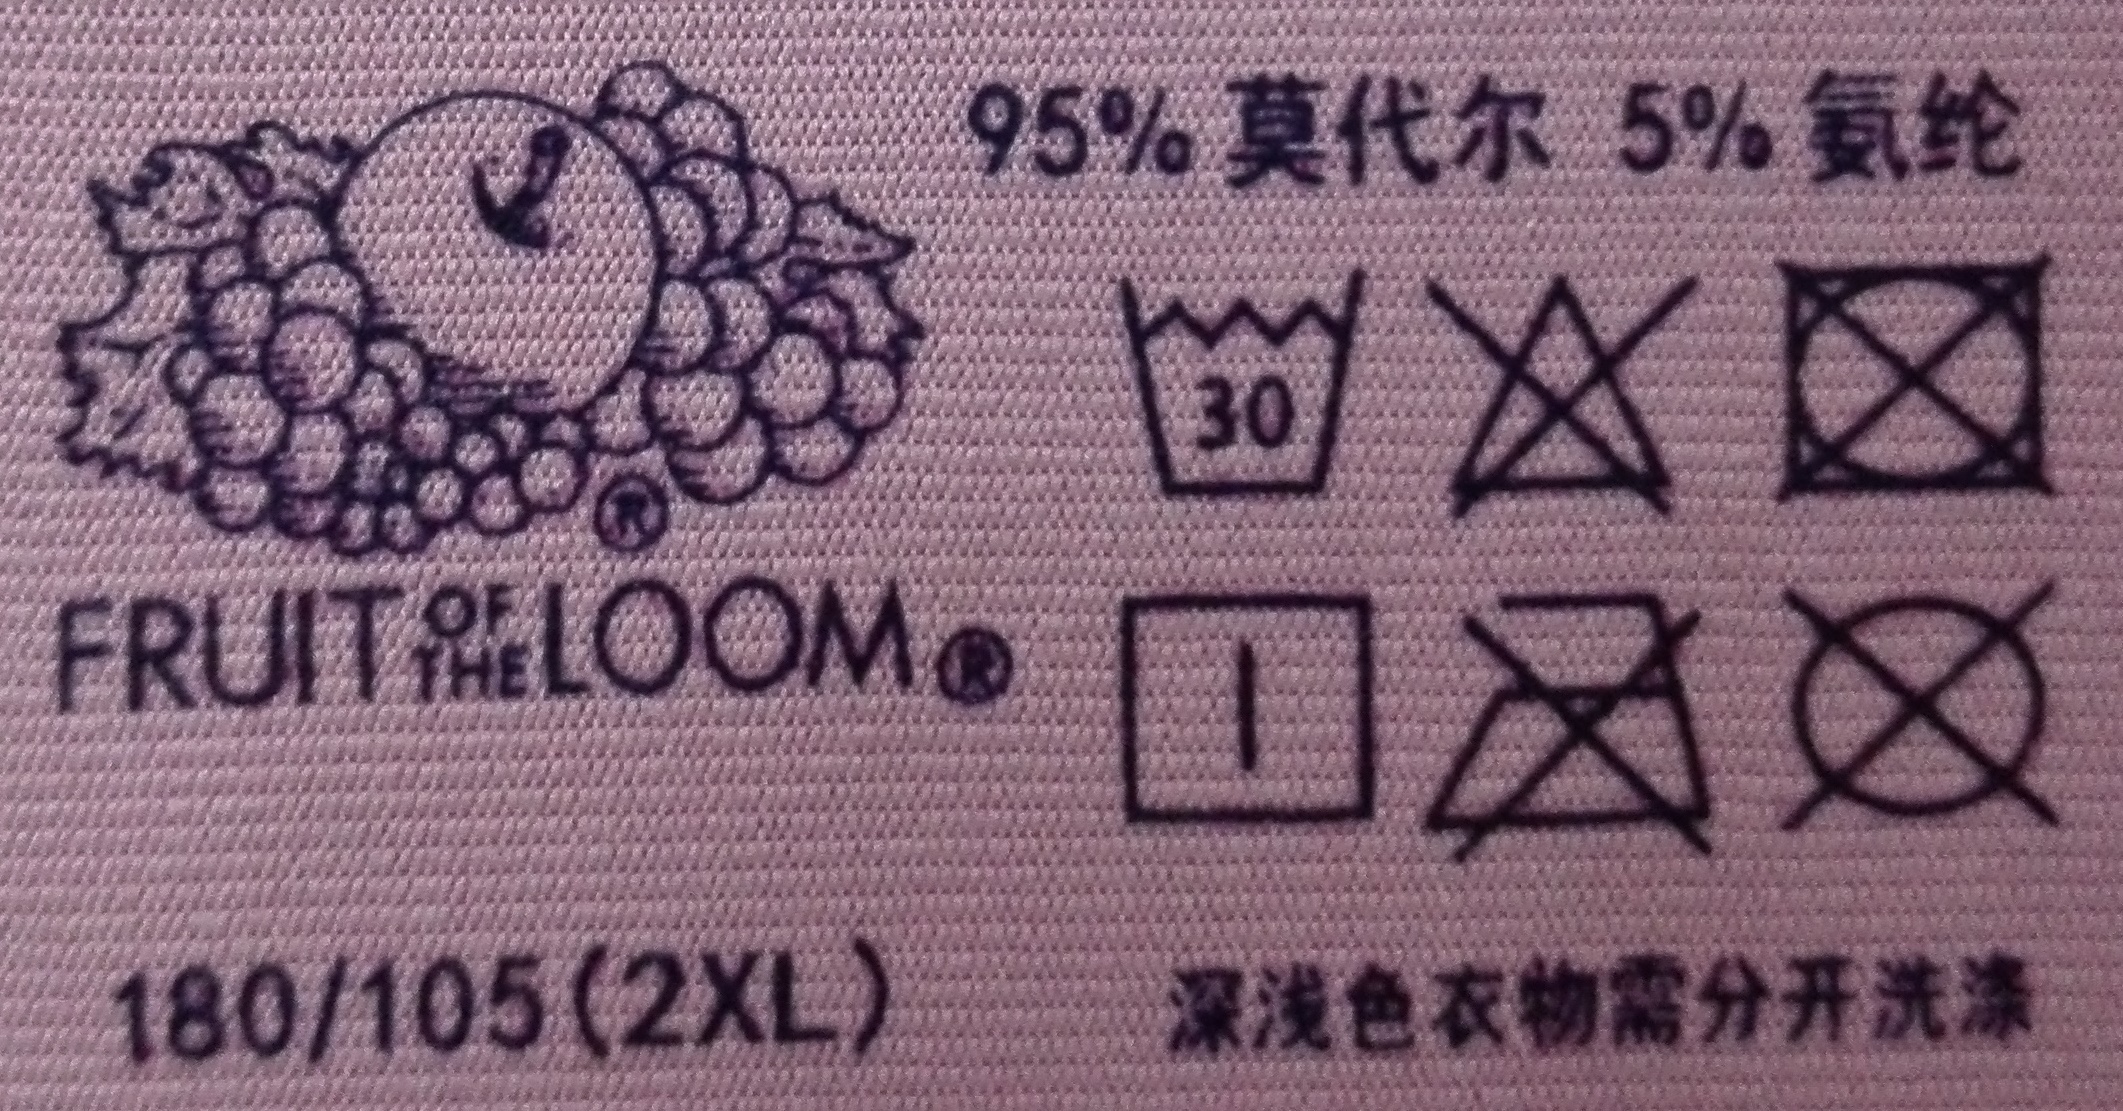 95% 莫代尔 5% 氨纶
30
®
FRUIT OF THE LOOM ®
180/105(2XL)
深浅色衣物需分开洗涤